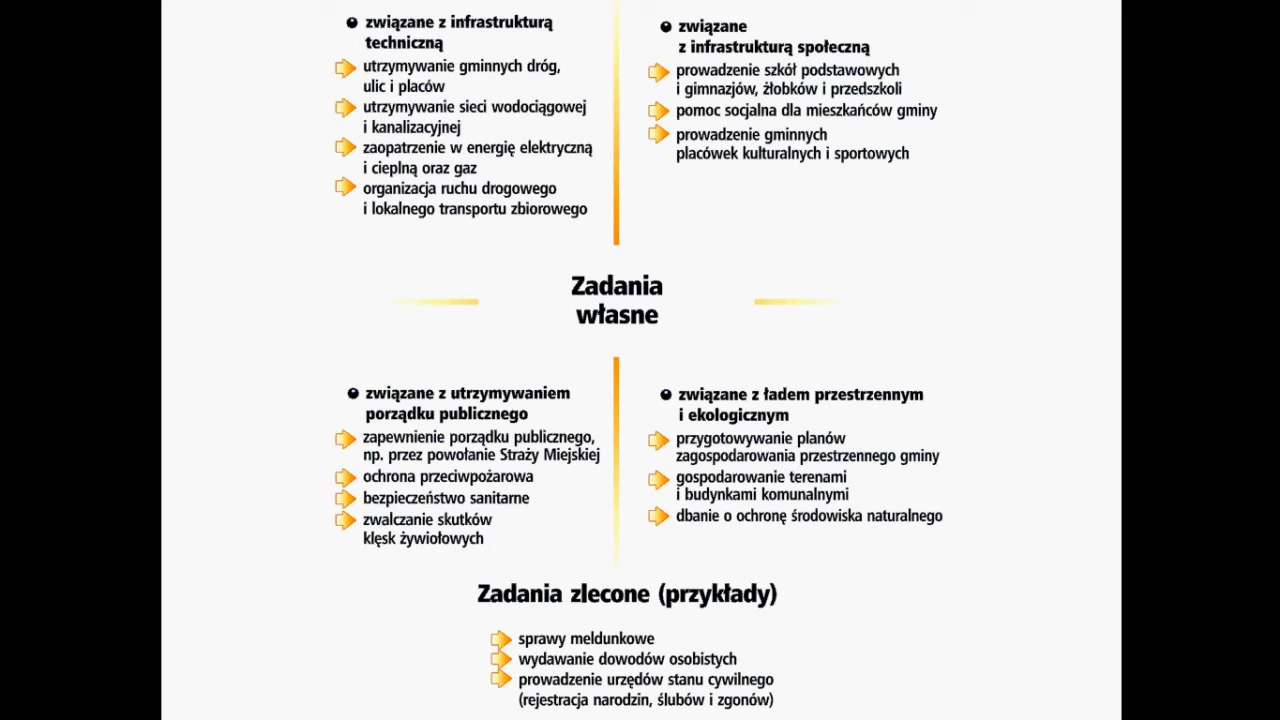 związane z infrastrukturą
techniczną
utrzymywanie gminnych dróg,
ulic i placów
utrzymywanie sieci wodociągowej
i kanalizacyjnej
zaopatrzenie w energię elektryczną
i cieplną oraz gaz
organizacja ruchu drogowego
i lokalnego transportu zbiorowego
związane
z infrastrukturą społeczną
prowadzenie szkół podstawowych
i gimnazjów, żłobków i przedszkoli
pomoc socjalna dla mieszkańców gminy
prowadzenie gminnych
placówek kulturalnych i sportowych
Zadania
własne
związane z utrzymywaniem
porządku publicznego
zapewnienie porządku publicznego,
np. przez powołanie Straży Miejskiej
ochrona przeciwpożarowa
bezpieczeństwo sanitarne
zwalczanie skutków
klęsk żywiołowych
związane z ładem przestrzennym
i ekologicznym
przygotowywanie planów
zagospodarowania przestrzennego gminy
gospodarowanie terenami
i budynkami komunalnymi
dbanie o ochronę środowiska naturalnego
Zadania zlecone (przykłady)
sprawy meldunkowe
wydawanie dowodów osobistych
prowadzenie urzędów stanu cywilnego
(rejestracja narodzin, ślubów i zgonów)